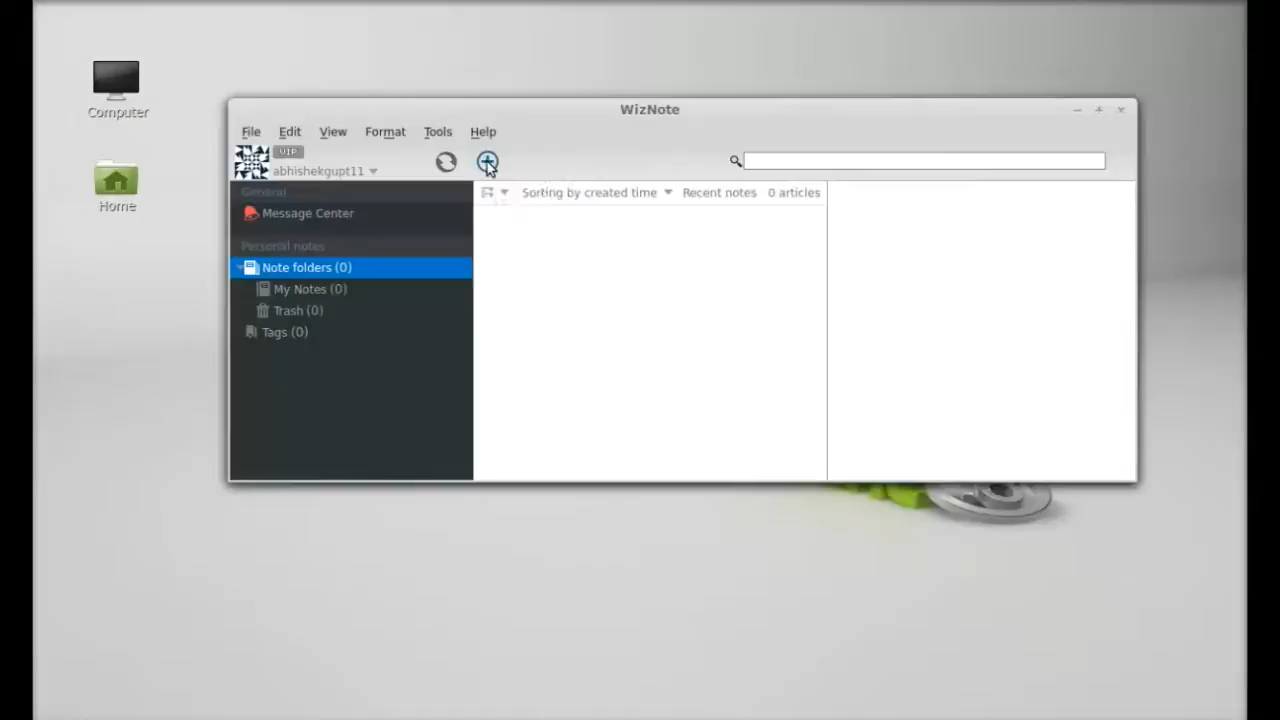 Computer
Home
WizNote
File Edit View Format Tools Help
VIP
abhishekgupt11
General
Message Center
Personal notes
Note folders (0)
My Notes (0)
Trash (0)
Tags (0)
Sorting by created time Recent notes 0 articles